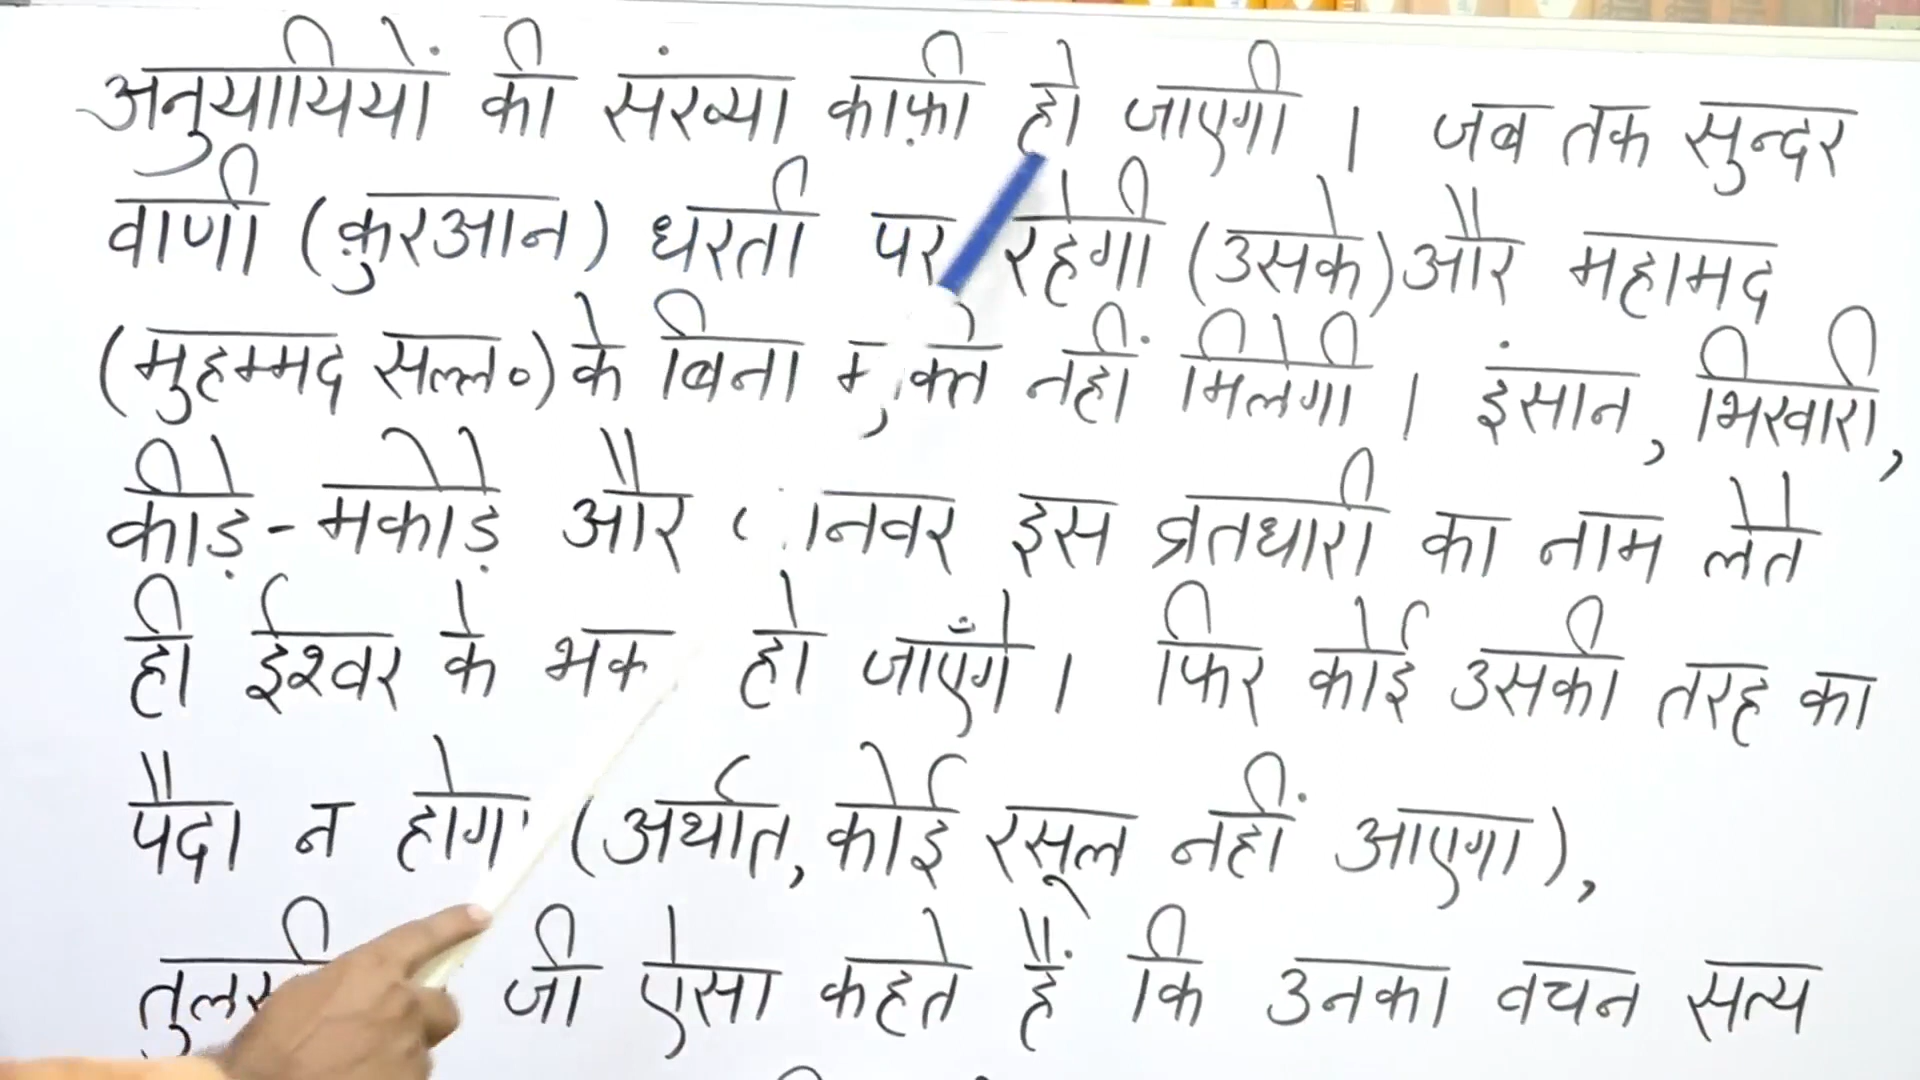 अनुयायियों की संख्या काफ़ी हो जाएगी । जब तक सुन्दर
वाणी (क़ुरआन) धरती पर रहेगी (उसके) और महामद
(मुहम्मद सल्ल०) के बिना नहीं मिलेगी । इंसान, भिखारी,
कीड़े-मकोड़े और इस व्रतधारी का नाम लेते
ही ईश्वर के हो जाएँगे । फिर कोई उसकी तरह का
पैदा न (अर्थात, कोई रसूल नहीं आएगा),
जी ऐसा कहते हैं कि उनका वचन सत्य